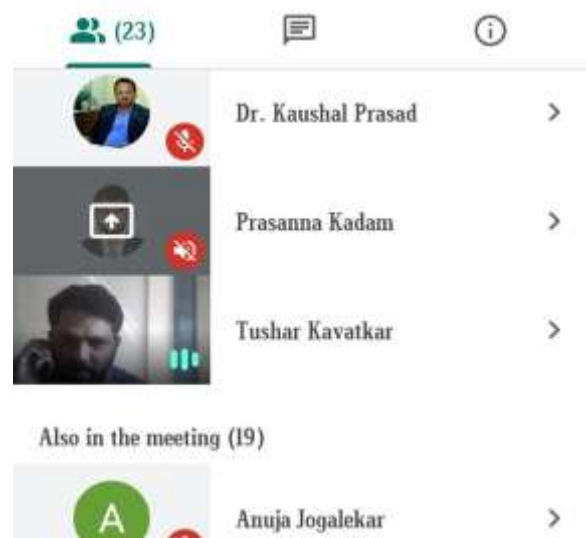 (23)
Dr. Kaushal Prasad
Prasanna Kadam
Tushar Kavatkar
Also in the meeting (19)
A
Anuja Jogalekar